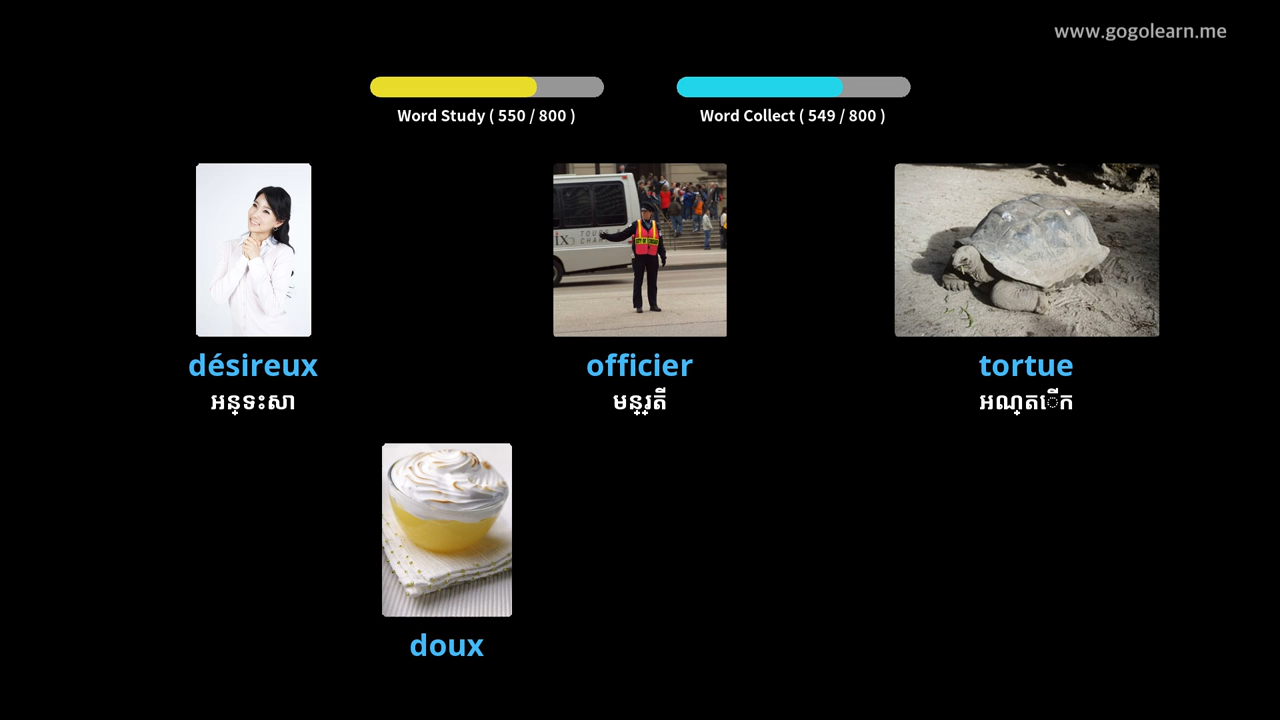 www.gogolearn.me
Word Study ( 550 / 800 )
Word Collect ( 549 / 800 )
désireux
officier
tortue
អន្ទះសា
មន្រ្តី
អណ្តើក
doux